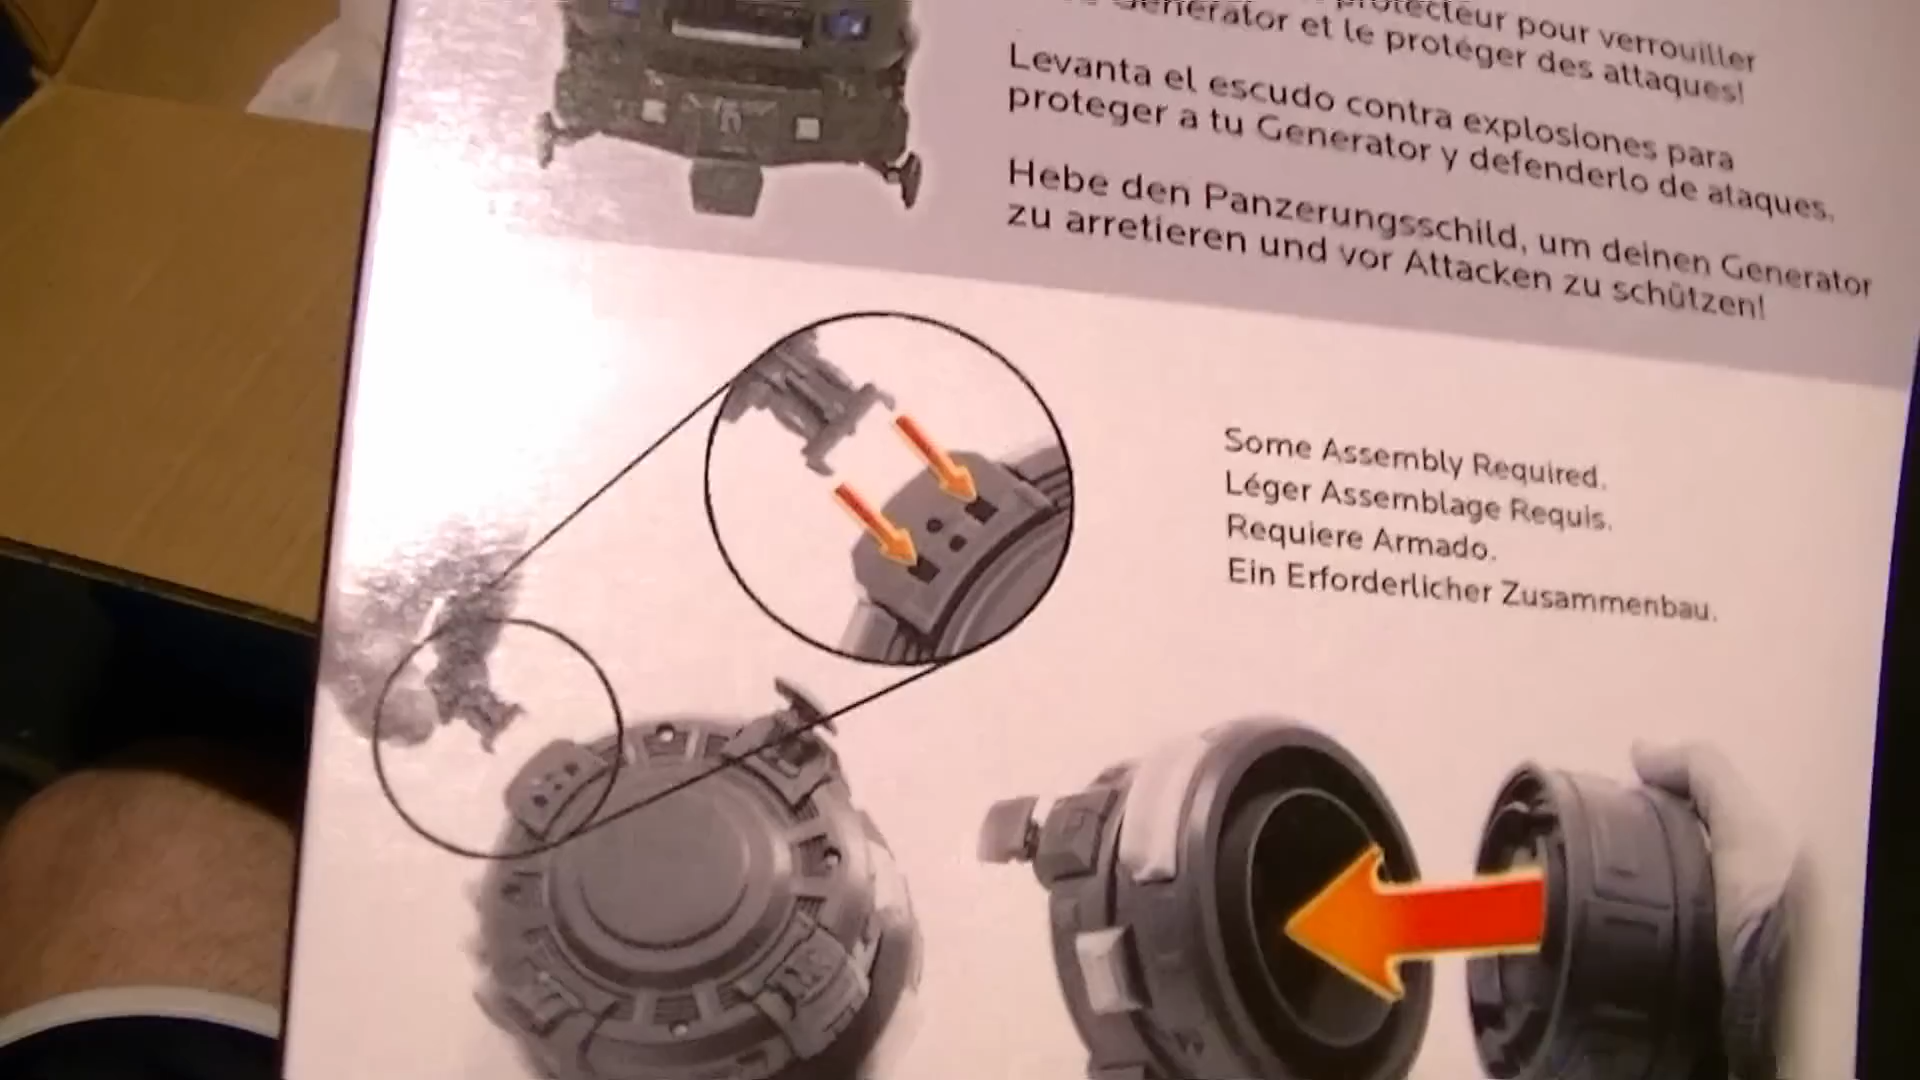 protecteur pour verrouiller
Generator et le protéger des attaques!
Levanta el escudo contra explosiones para
proteger a tu Generator y defenderlo de ataques.
Hebe den Panzerungsschild, um deinen Generator
zu arretieren und vor Attacken zu schützen!
Some Assembly Required.
Léger Assemblage Requis.
Requiere Armado.
Ein Erforderlicher Zusammenbau.